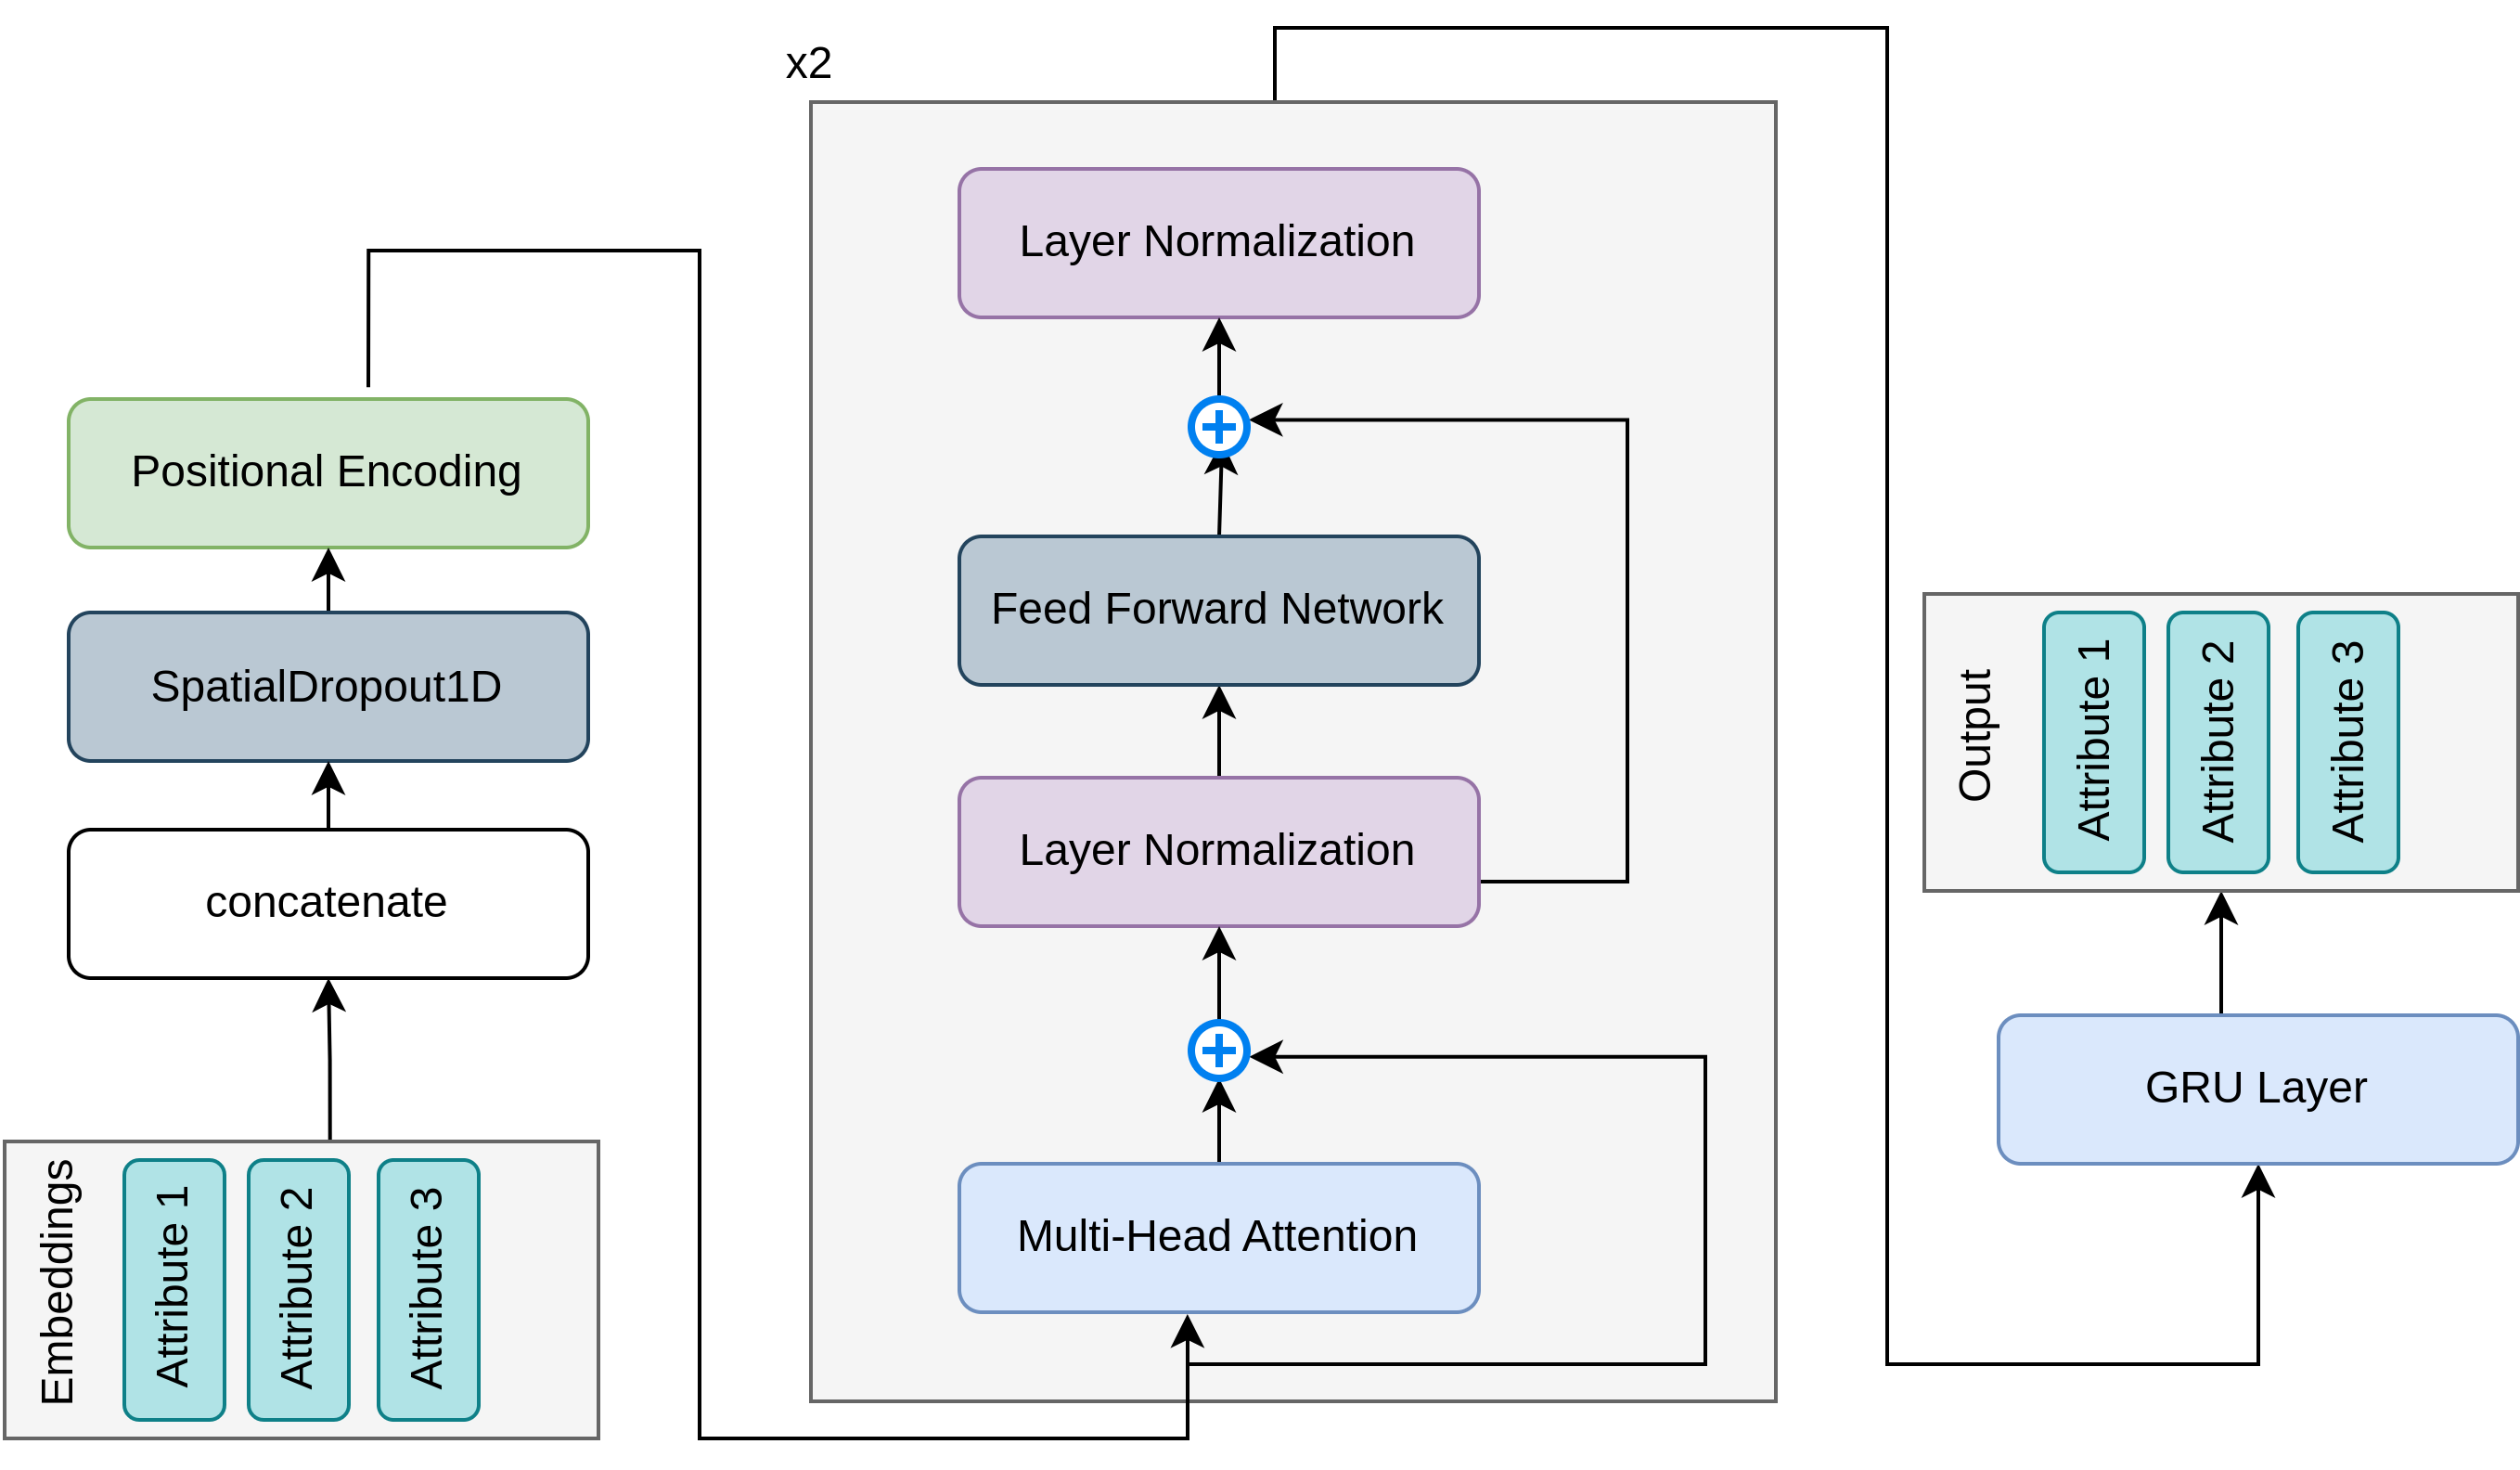 x2
Layer Normalization
Positional Encoding
Feed Forward Network
SpatialDropout1D
Layer Normalization
concatenate
Multi-Head Attention
Embeddings
Attribute 1
Attribute 2
Attribute 3
Output
Attribute 1
Attribute 2
Attribute 3
GRU Layer